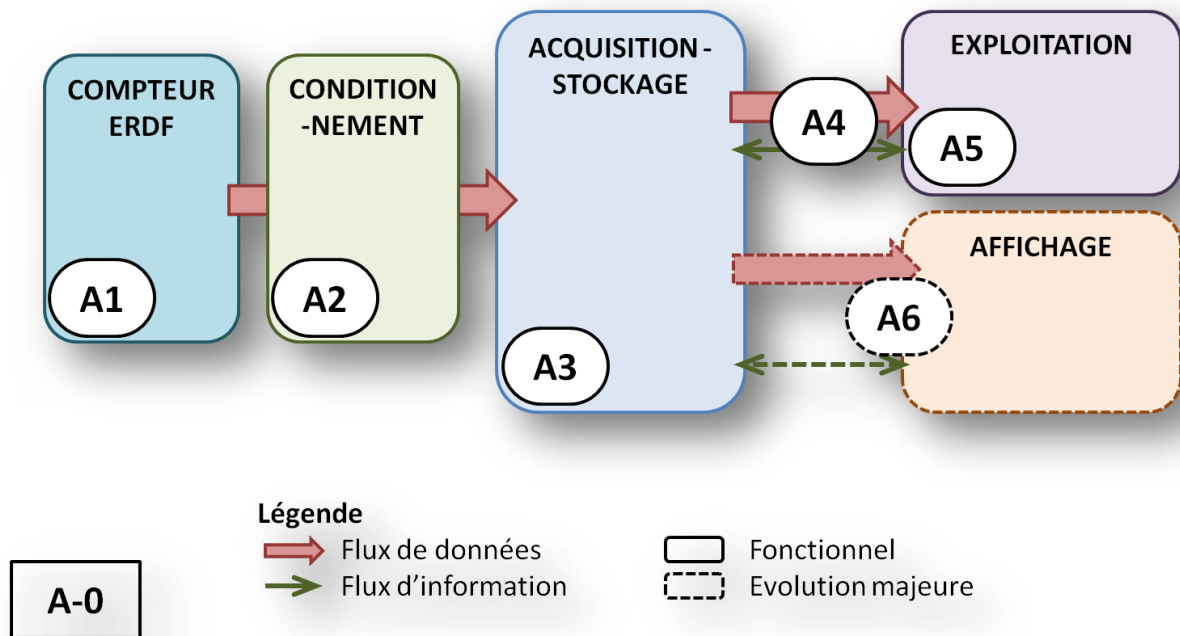 COMPTEUR
ERDF
A1
CONDITION
-NEMENT
A2
ACQUISITION -
STOCKAGE
A3
A4
EXPLOITATION
A5
AFFICHAGE
A6
Légende
Flux de données
Flux d'information
Fonctionnel
Evolution majeure
A-0